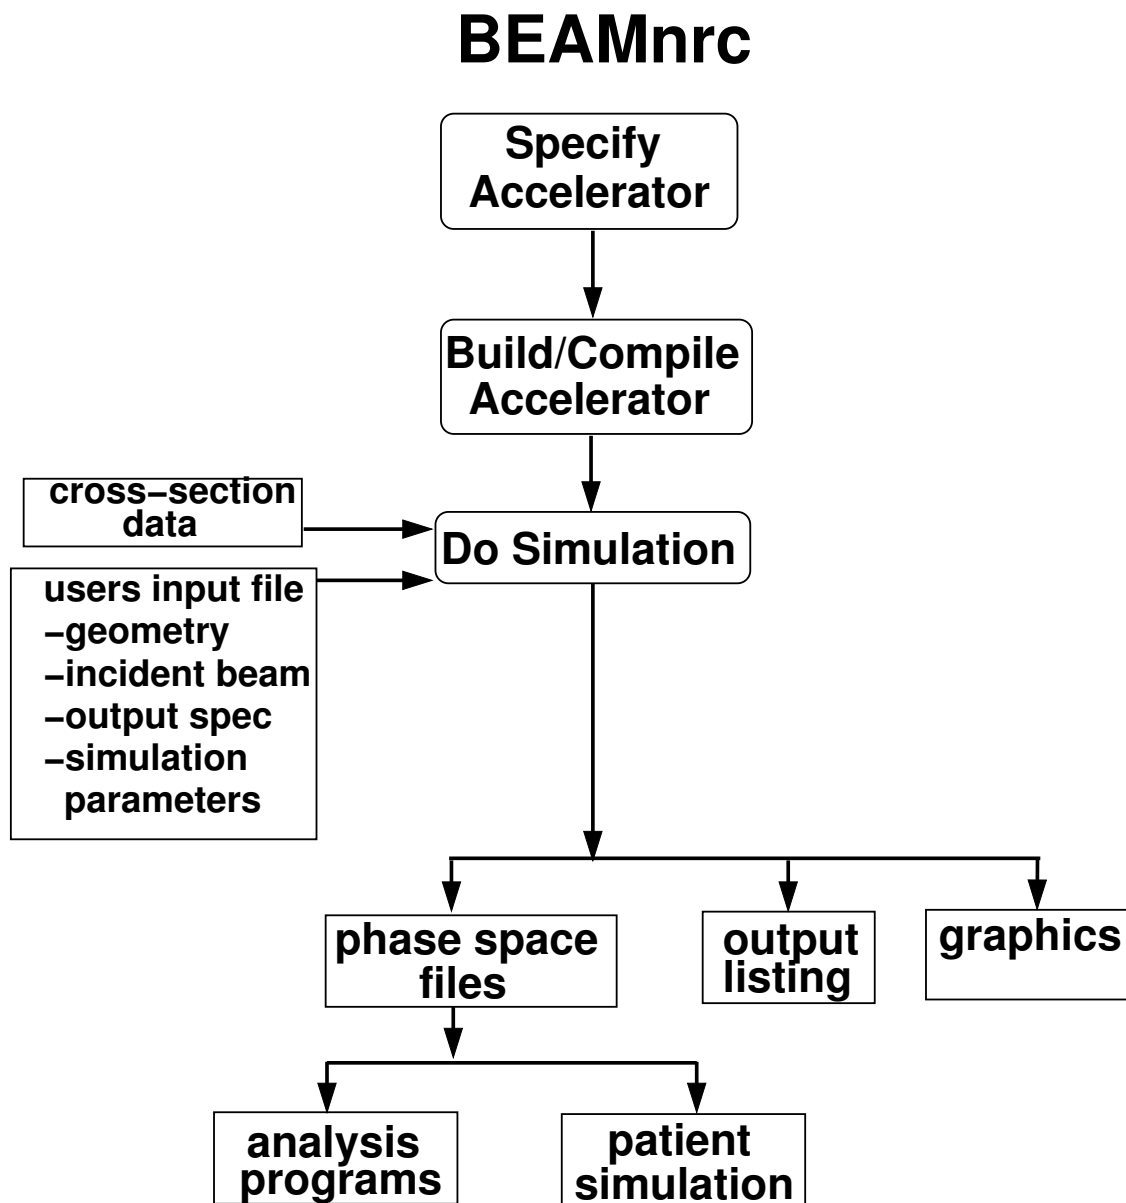 BEAMnrc
Specify
Accelerator
Build/Compile
Accelerator
cross−section
data
Do Simulation
users input file
−geometry
−incident beam
−output spec
−simulation
parameters
phase space
files
output
listing
graphics
analysis
programs
patient
simulation